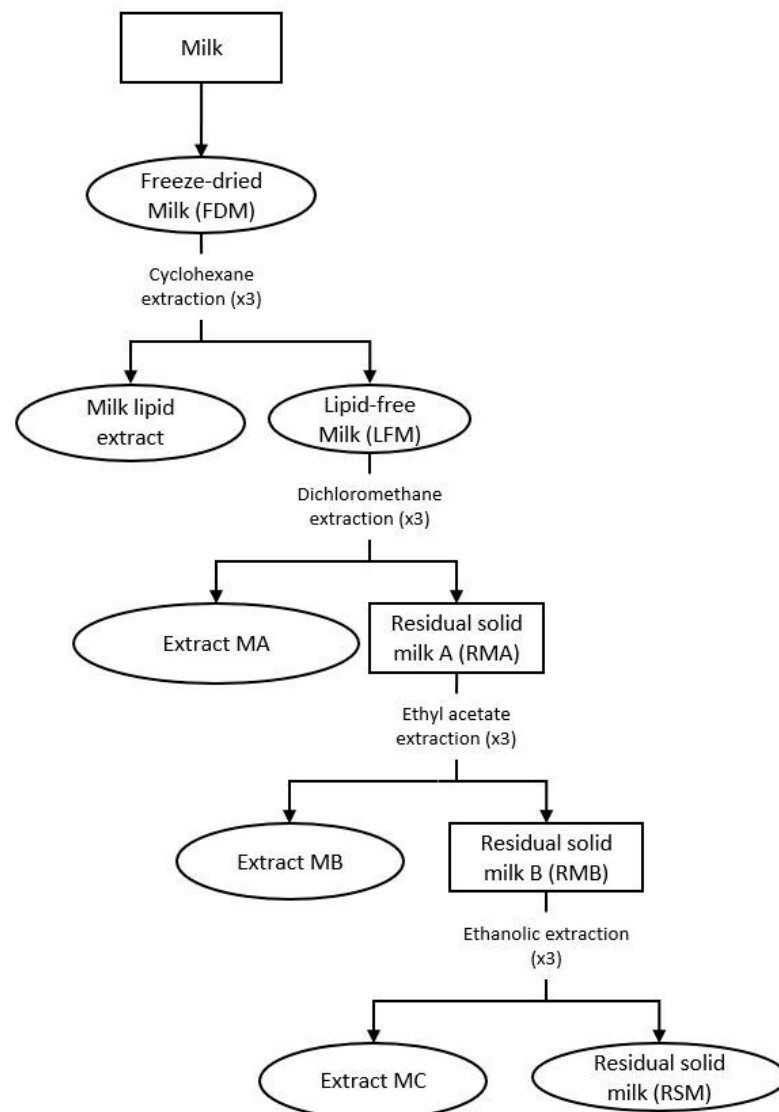 Milk
Freeze-dried
Milk (FDM)
Cyclohexane
extraction (x3)
Milk lipid
extract
Lipid-free
Milk (LFM)
Dichloromethane
extraction (x3)
Extract MA
Residual solid
milk A (RMA)
Ethyl acetate
extraction (x3)
Extract MB
Residual solid
milk B (RMB)
Ethanolic extraction
(x3)
Extract MC
Residual solid
milk (RSM)